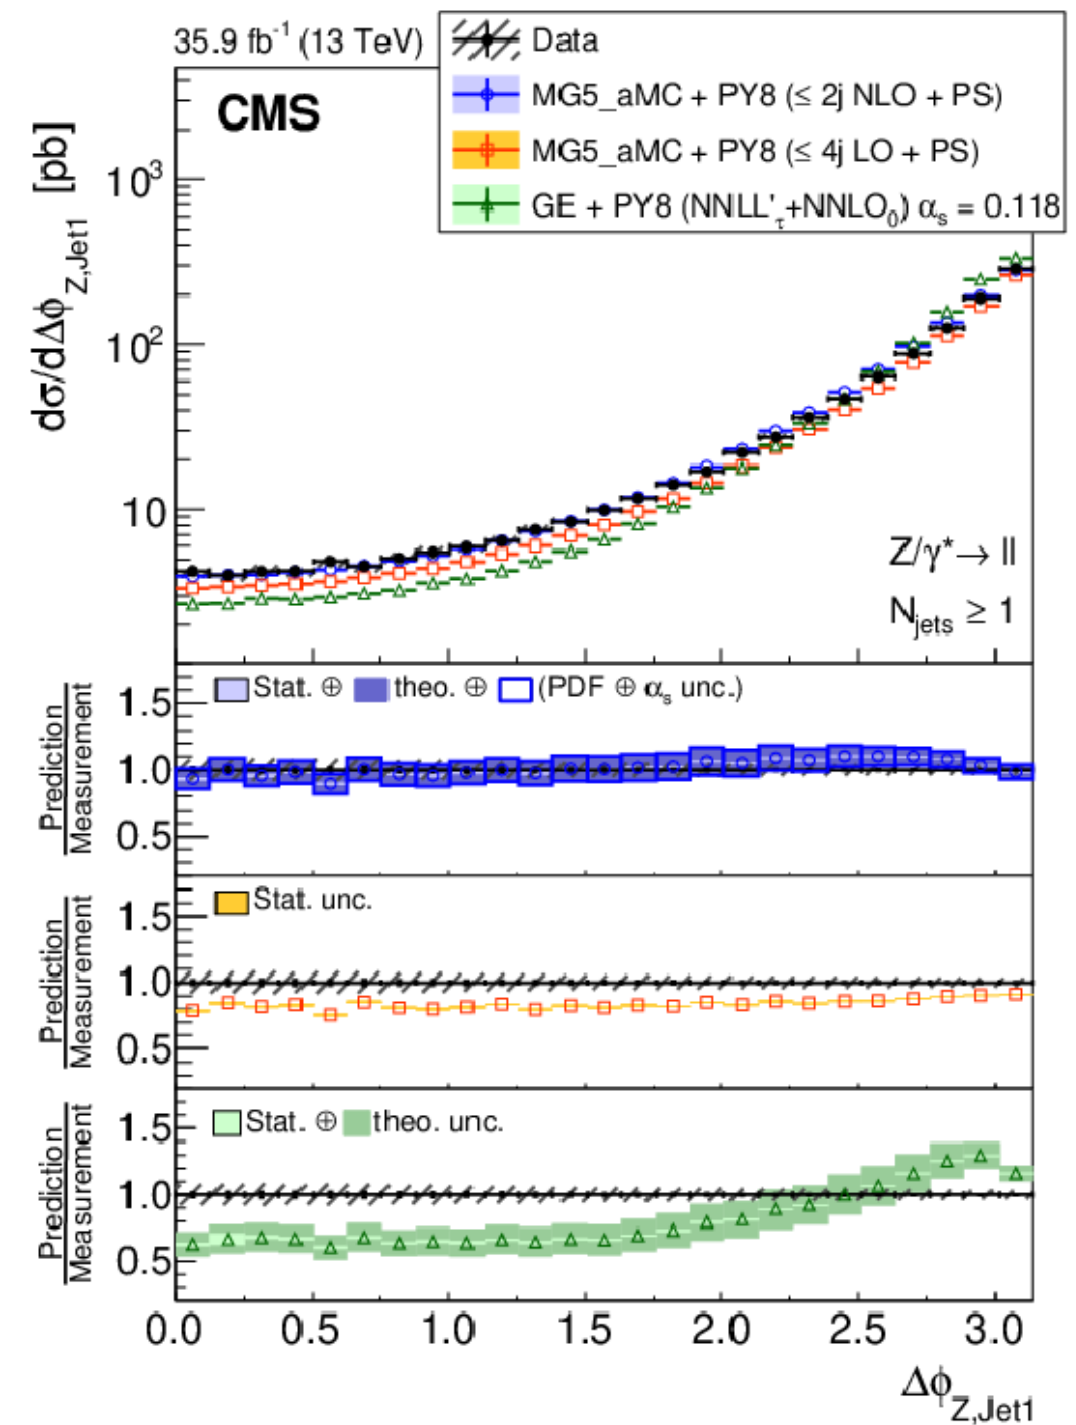 35.9 fb⁻¹ (13 TeV)
Data
MG5_aMC + PY8 (≤ 2j NLO + PS)
MG5_aMC + PY8 (≤ 4j LO + PS)
GE + PY8 (NNLL'τ+NNLO₀) αs = 0.118
CMS
dσ/dΔϕ Z,Jet1 [pb]
10³
10²
10
Z/γ*→ ll
Njets ≥ 1
Prediction
Measurement
Stat. ⊕ theo. ⊕ (PDF ⊕ αs unc.)
1.5
1.0
0.5
Prediction
Measurement
Stat. unc.
1.5
1.0
0.5
Prediction
Measurement
Stat. ⊕ theo. unc.
1.5
1.0
0.5
0.0 0.5 1.0 1.5 2.0 2.5 3.0
Δϕ Z,Jet1